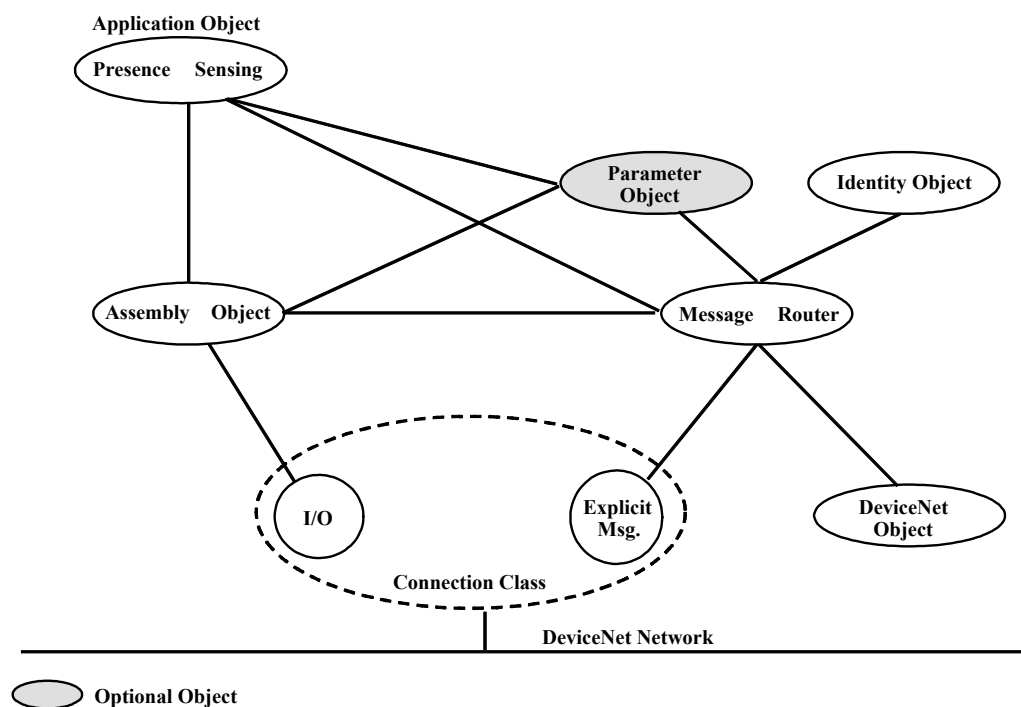 Application Object
Presence Sensing
Parameter
Object
Identity Object
Assembly Object
Message Router
I/O
Explicit
Msg.
DeviceNet
Object
Connection Class
DeviceNet Network
Optional Object